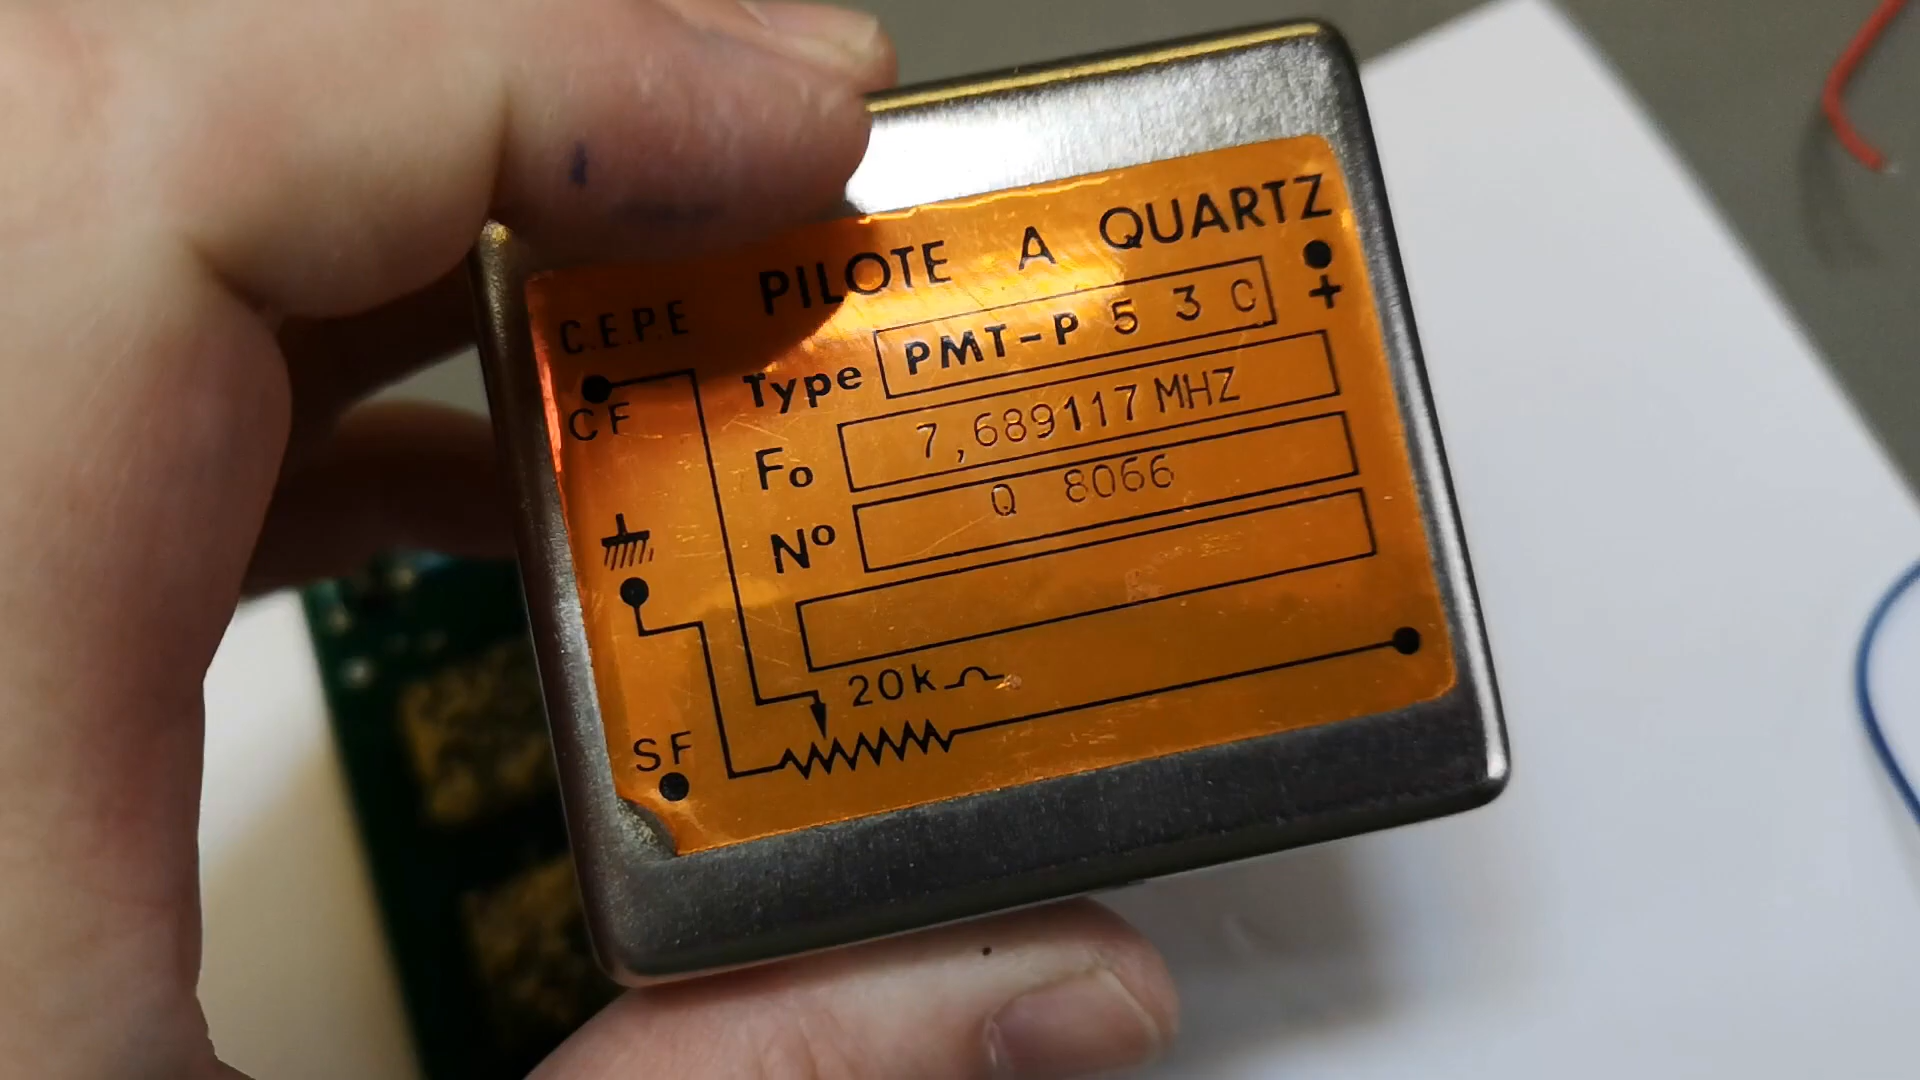 PILOTE A QUARTZ
C.E.P.E
+
Type PMT-P 5 3 C
CF
Fo 7,689117 MHZ
No Q 8066
20k Ω
SF